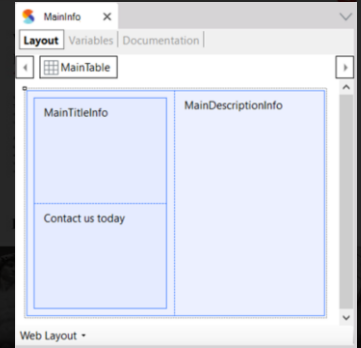 MainInfo
Layout Variables Documentation
MainTable
MainTitleInfo
MainDescriptionInfo
Contact us today
Web Layout